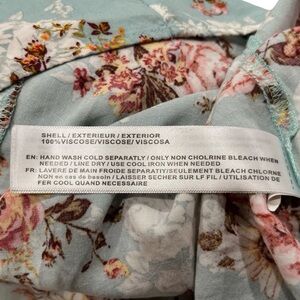 SHELL / EXTERIEUR / EXTERIOR
100%VISCOSE/VISCOSE/ VISCOSA
EN: HAND WASH COLD SEPARATLY / ONLY NON CHOLRINE BLEACH WHEN
NEEDED / LINE DRY / USE COOL IRON WHEN NEEDED
FR: LAVERE DE MAIN FROIDE SEPARATIY/SEULEMENT BLEACH CHLORNE
NON en cas de besoin / LAISSER SECHER SUR LF FIL / UTILISATION DE
FER COOL QUAND NECESSAIRE